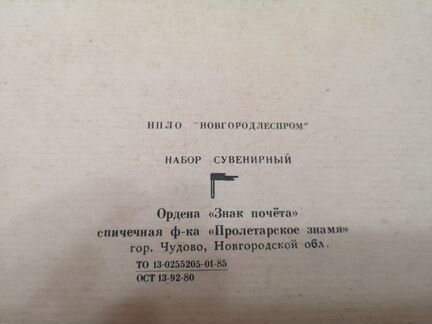 НПЛО "НОВГОРОДЛЕСПРОМ"
НАБОР СУВЕНИРНЫЙ
Ордена «Знак почёта»
спичечная ф-ка «Пролетарское знамя»
гор. Чудово, Новгородской обл.
ТО 13-0255205-01-85
ОСТ 13-92-80